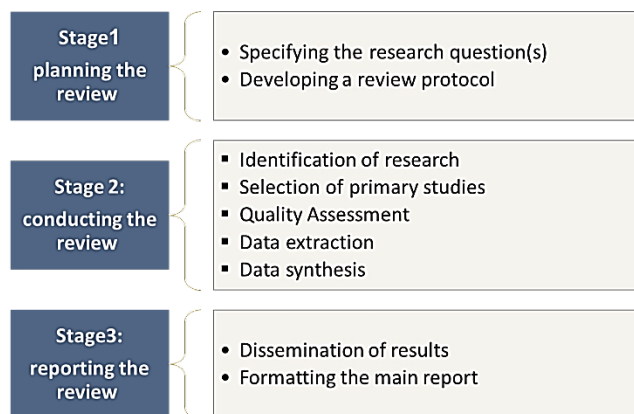 Stage1
planning the
review
• Specifying the research question(s)
• Developing a review protocol
Stage 2:
conducting the
review
▪ Identification of research
▪ Selection of primary studies
▪ Quality Assessment
▪ Data extraction
▪ Data synthesis
Stage3:
reporting the
review
• Dissemination of results
• Formatting the main report